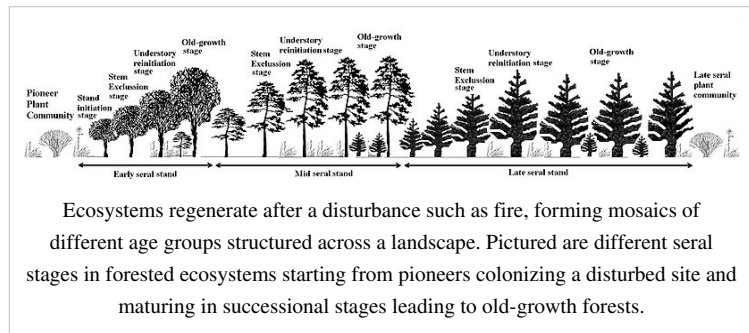 Pioneer
Plant
Community
Stand
initiation
stage
Stem
Exclussion
stage
Understory
reinitiation
stage
Old-growth
stage
Stem
Exclussion
stage
Understory
reinitiation stage
Old-growth
stage
Stem
Exclussion
stage
Understory
reinitiation stage
Old-growth
stage
Late seral
plant
community
Early seral stand
Mid seral stand
Late seral stand
Ecosystems regenerate after a disturbance such as fire, forming mosaics of
different age groups structured across a landscape. Pictured are different seral
stages in forested ecosystems starting from pioneers colonizing a disturbed site and
maturing in successional stages leading to old-growth forests.